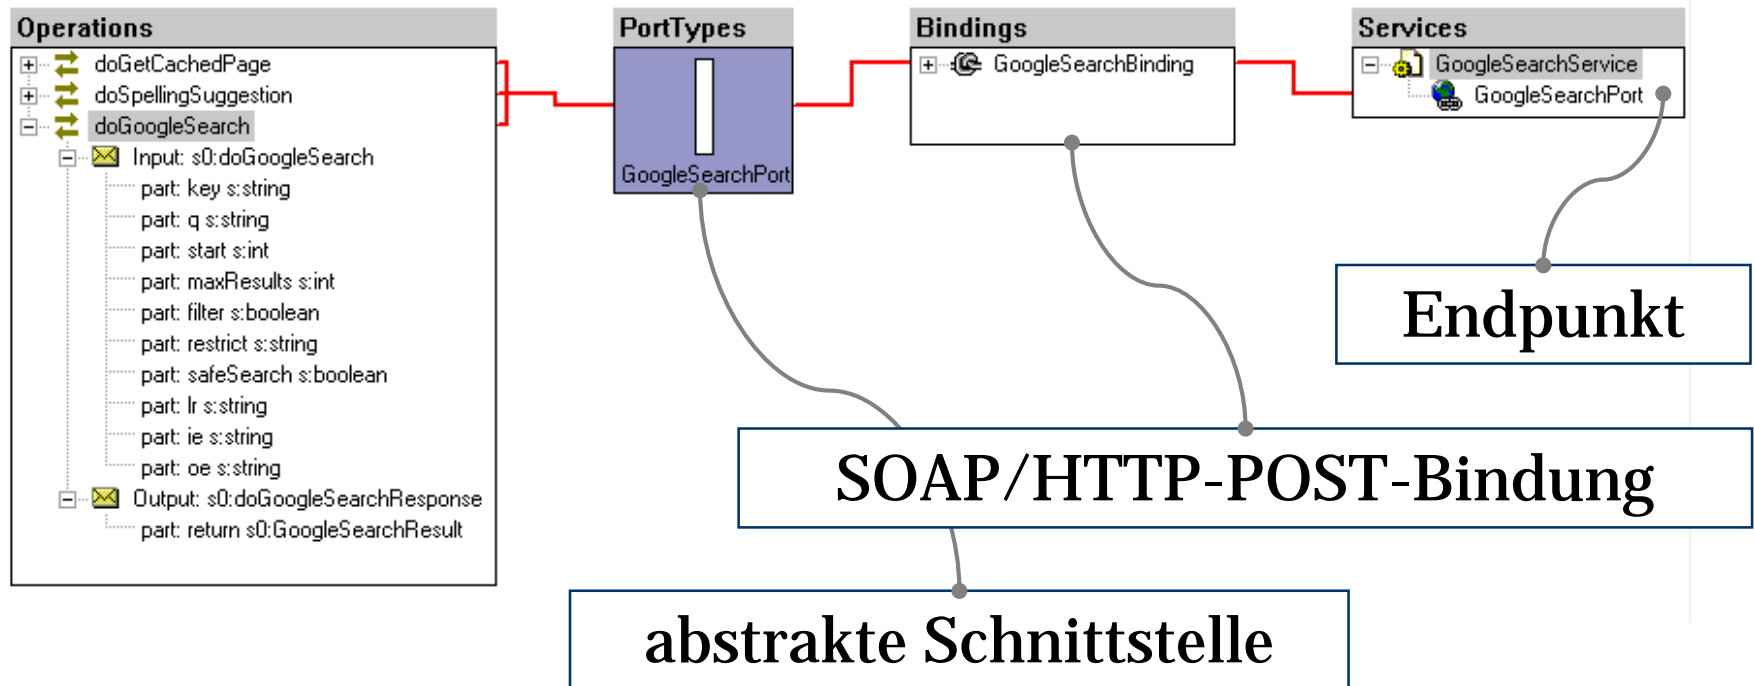 Operations
doGetCachedPage
doSpellingSuggestion
doGoogleSearch
Input: s0:doGoogleSearch
part: key s:string
part: q s:string
part: start s:int
part: maxResults s:int
part: filter s:boolean
part: restrict s:string
part: safeSearch s:boolean
part: lr s:string
part: ie s:string
part: oe s:string
Output: s0:doGoogleSearchResponse
part: return s0:GoogleSearchResult
PortTypes
GoogleSearchPort
Bindings
GoogleSearchBinding
Services
GoogleSearchService
GoogleSearchPort
Endpunkt
SOAP/HTTP-POST-Bindung
abstrakte Schnittstelle